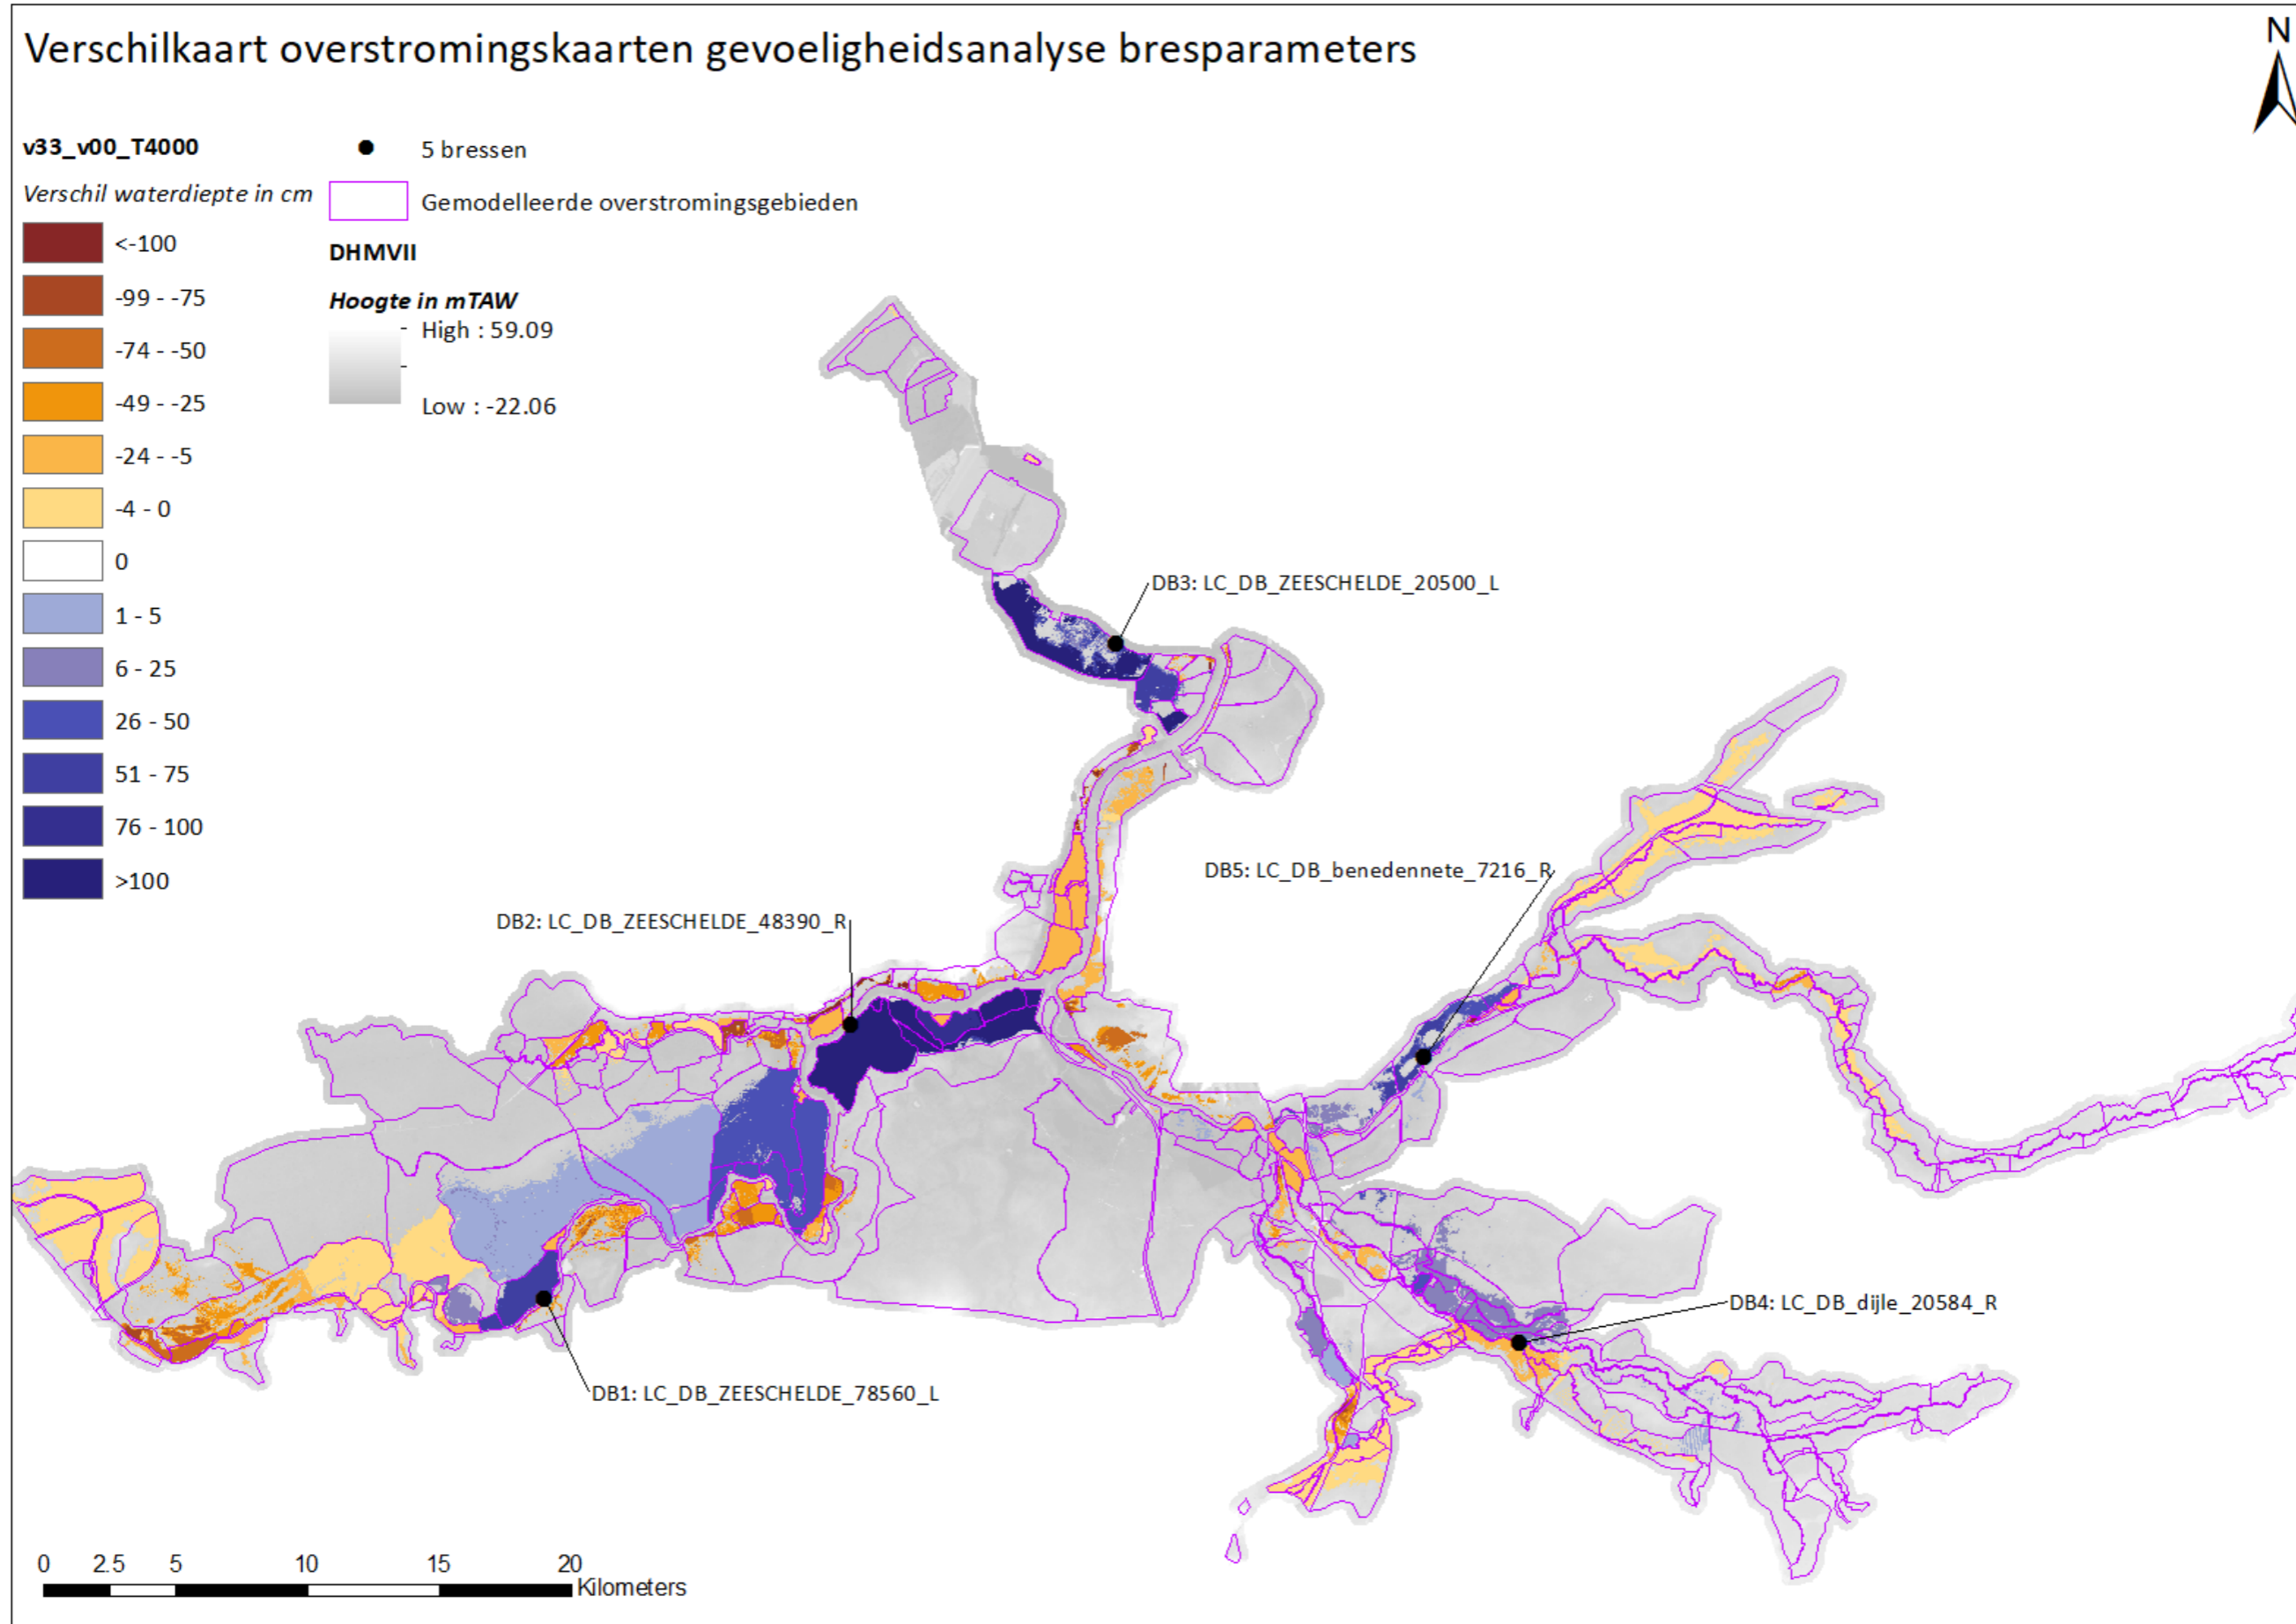 Verschilkaart overstromingskaarten gevoeligheidsanalyse bresparameters
N
v33_v00_T4000
Verschil waterdiepte in cm
<-100
-99 - -75
-74 - -50
-49 - -25
-24 - -5
-4 - 0
0
1 - 5
6 - 25
26 - 50
51 - 75
76 - 100
>100
5 bressen
Gemodelleerde overstromingsgebieden
DHMVII
Hoogte in mTAW
High : 59.09
Low : -22.06
DB3: LC_DB_ZEESCHELDE_20500_L
DB5: LC_DB_benedennete_7216_R
DB2: LC_DB_ZEESCHELDE_48390_R
DB4: LC_DB_dijle_20584_R
DB1: LC_DB_ZEESCHELDE_78560_L
0 2.5 5 10 15 20
Kilometers